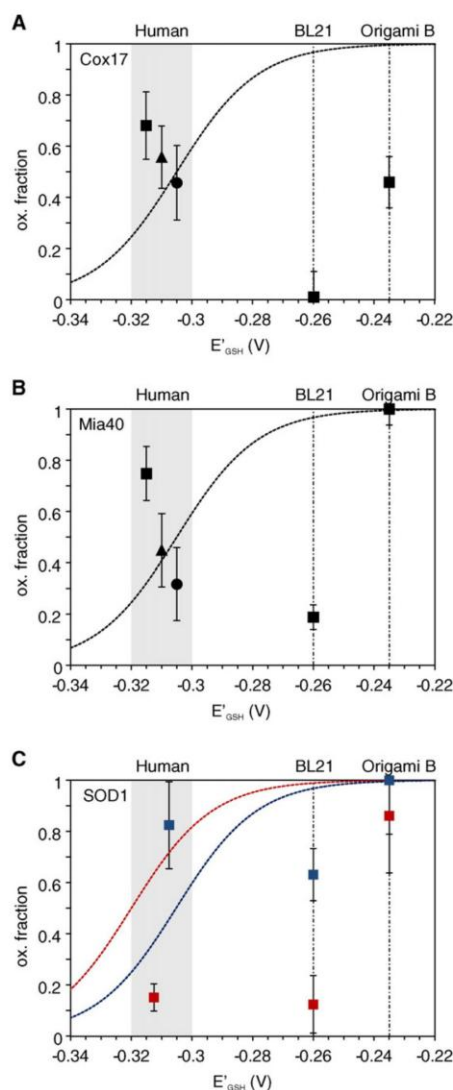 A
Human BL21 Origami B
Cox17
1
0.8
0.6
0.4
0.2
0
-0.34 -0.32 -0.3 -0.28 -0.26 -0.24 -0.22
ox. fraction
E'GSH (V)
B
Human BL21 Origami B
Mia40
1
0.8
0.6
0.4
0.2
0
-0.34 -0.32 -0.3 -0.28 -0.26 -0.24 -0.22
ox. fraction
E'GSH (V)
C
Human BL21 Origami B
SOD1
1
0.8
0.6
0.4
0.2
0
-0.34 -0.32 -0.3 -0.28 -0.26 -0.24 -0.22
ox. fraction
E'GSH (V)